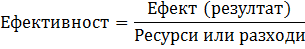 Ефективност = Ефект (резултат)
Ресурси или разходи